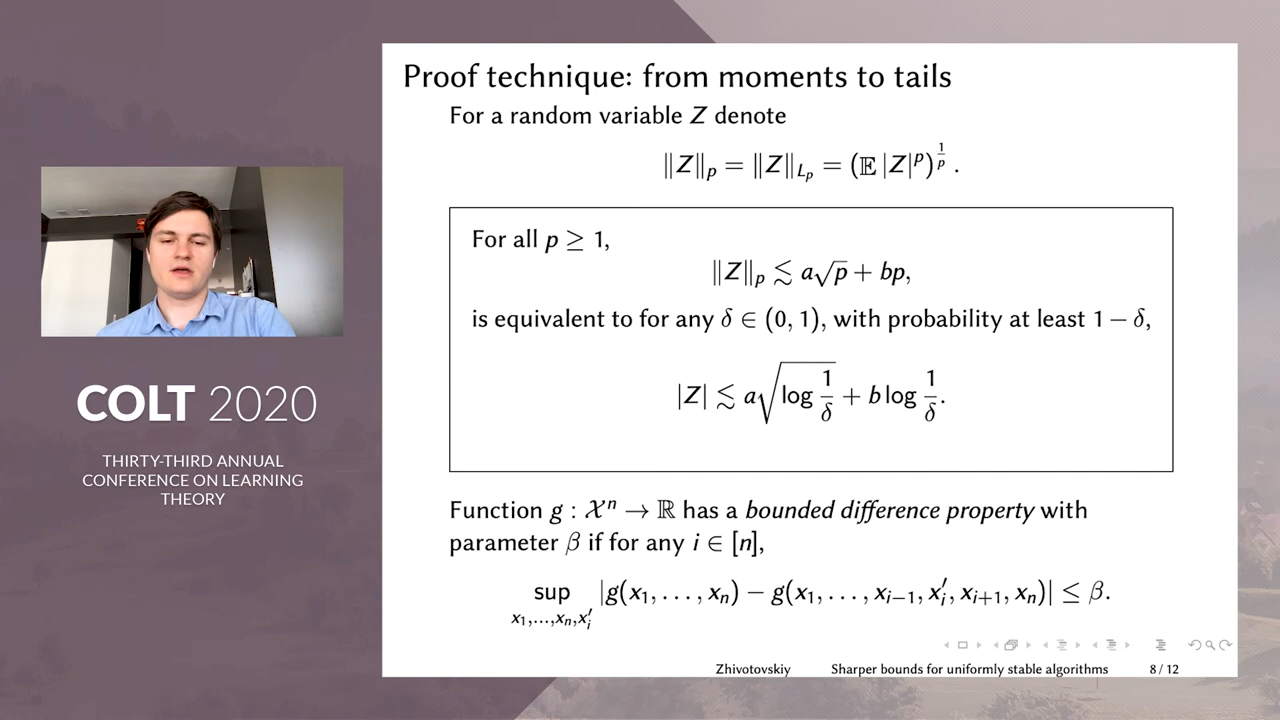 COLT 2020
THIRTY-THIRD ANNUAL
CONFERENCE ON LEARNING
THEORY
Proof technique: from moments to tails
For a random variable Z denote
‖Z‖_p = ‖Z‖_{L_p} = (𝔼 |Z|^p)^{1/p} .
For all p ≥ 1,
‖Z‖_p ≲ a√p + bp,
is equivalent to for any δ ∈ (0, 1), with probability at least 1 − δ,
|Z| ≲ a√(log 1/δ) + b log 1/δ.
Function g : 𝒳^n → ℝ has a bounded difference property with
parameter β if for any i ∈ [n],
sup_{x_1,...,x_n,x_i′} |g(x_1, . . . , x_n) − g(x_1, . . . , x_{i−1}, x_i′, x_{i+1}, x_n)| ≤ β.
Zhivotovskiy Sharper bounds for uniformly stable algorithms 8 / 12